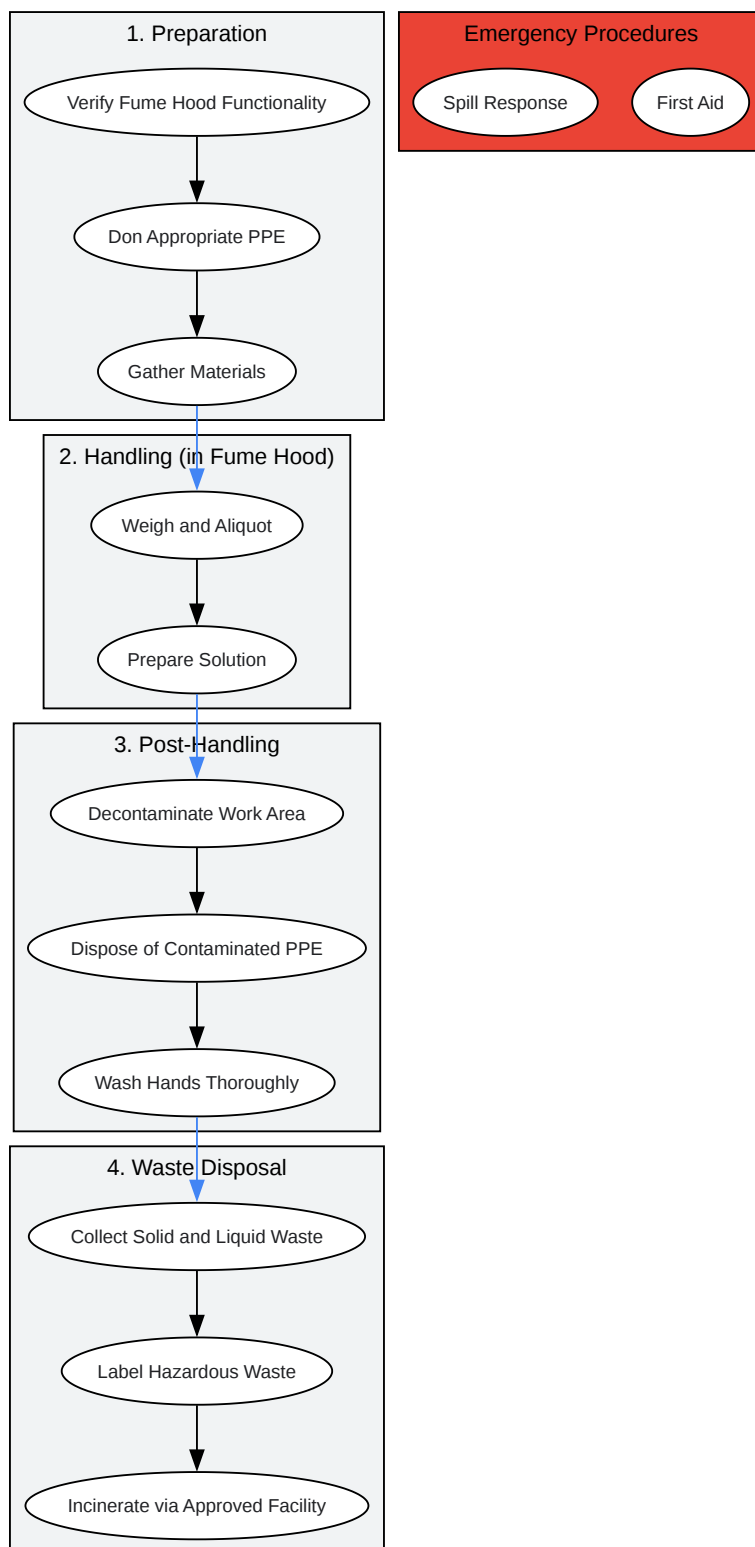 1. Preparation
Verify Fume Hood Functionality
Don Appropriate PPE
Gather Materials
Emergency Procedures
Spill Response
First Aid
2. Handling (in Fume Hood)
Weigh and Aliquot
Prepare Solution
3. Post-Handling
Decontaminate Work Area
Dispose of Contaminated PPE
Wash Hands Thoroughly
4. Waste Disposal
Collect Solid and Liquid Waste
Label Hazardous Waste
Incinerate via Approved Facility